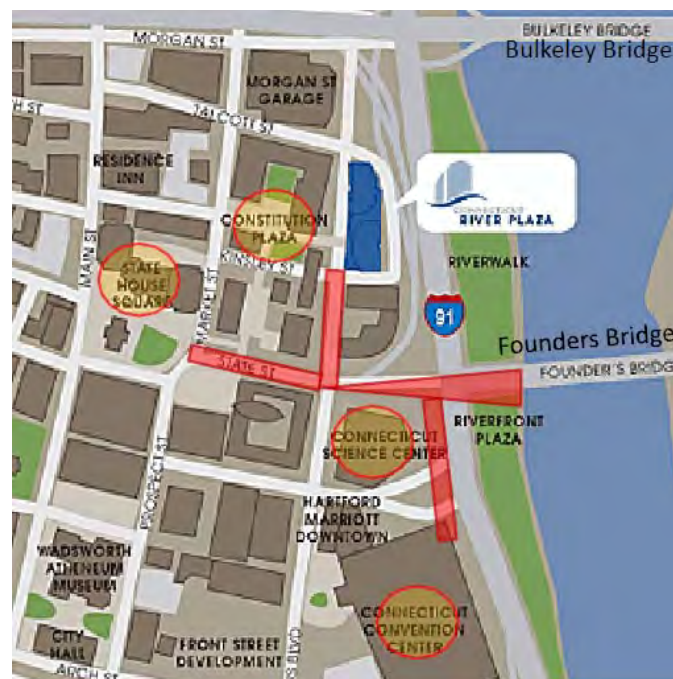 MORGAN ST
BULKELEY BRIDGE
Bulkeley Bridge
MORGAN ST
GARAGE
H ST
TALCOTT ST
RESIDENCE
INN
CONNECTICUT
RIVER PLAZA
CONSTITUTION
PLAZA
MAIN ST
KINSLEY ST
RIVERWALK
STATE
HOUSE
SQUARE
MARKET ST
91
Founders Bridge
STATE ST
FOUNDER'S BRIDG
RIVERFRONT
PLAZA
CONNECTICUT
SCIENCE CENTER
PROSPECT ST
HARTFORD
MARRIOTT
DOWNTOWN
WADSWORTH
ATHENEUM
MUSEUM
CONNECTICUT
CONVENTION
CENTER
CITY
HALL
FRONT STREET
DEVELOPMENT
S BLVD
ARCH ST